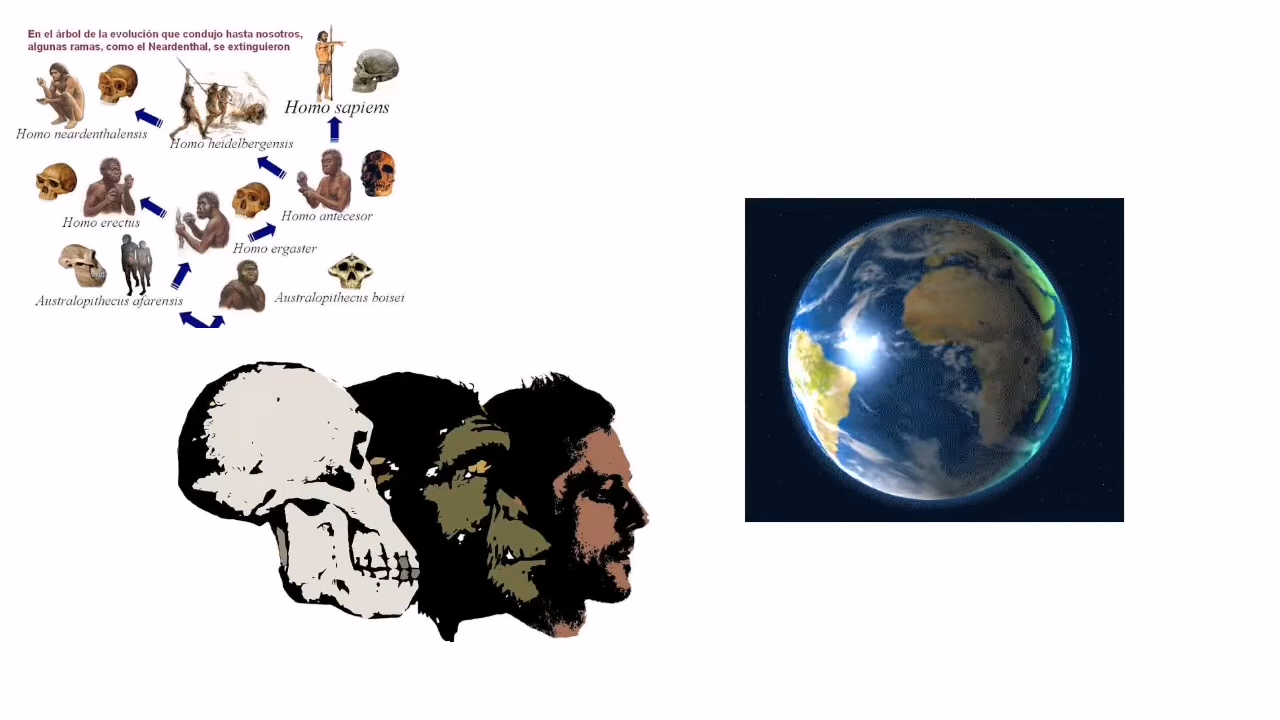 En el árbol de la evolución que condujo hasta nosotros,
algunas ramas, como el Neardenthal, se extinguieron
Homo sapiens
Homo neardenthalensis
Homo heidelbergensis
Homo erectus
Homo antecesor
Homo ergaster
Australopithecus afarensis
Australopithecus boisei